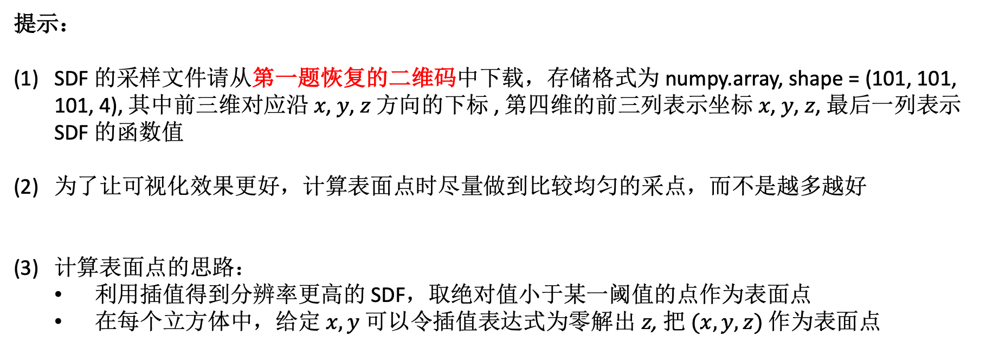 提示：
(1) SDF 的采样文件请从第一题恢复的二维码中下载，存储格式为 numpy.array, shape = (101, 101,
101, 4), 其中前三维对应沿 x, y, z 方向的下标 , 第四维的前三列表示坐标 x, y, z, 最后一列表示
SDF 的函数值
(2) 为了让可视化效果更好，计算表面点时尽量做到比较均匀的采点，而不是越多越好
(3) 计算表面点的思路：
• 利用插值得到分辨率更高的 SDF，取绝对值小于某一阈值的点作为表面点
• 在每个立方体中，给定 x, y 可以令插值表达式为零解出 z, 把 (x, y, z) 作为表面点